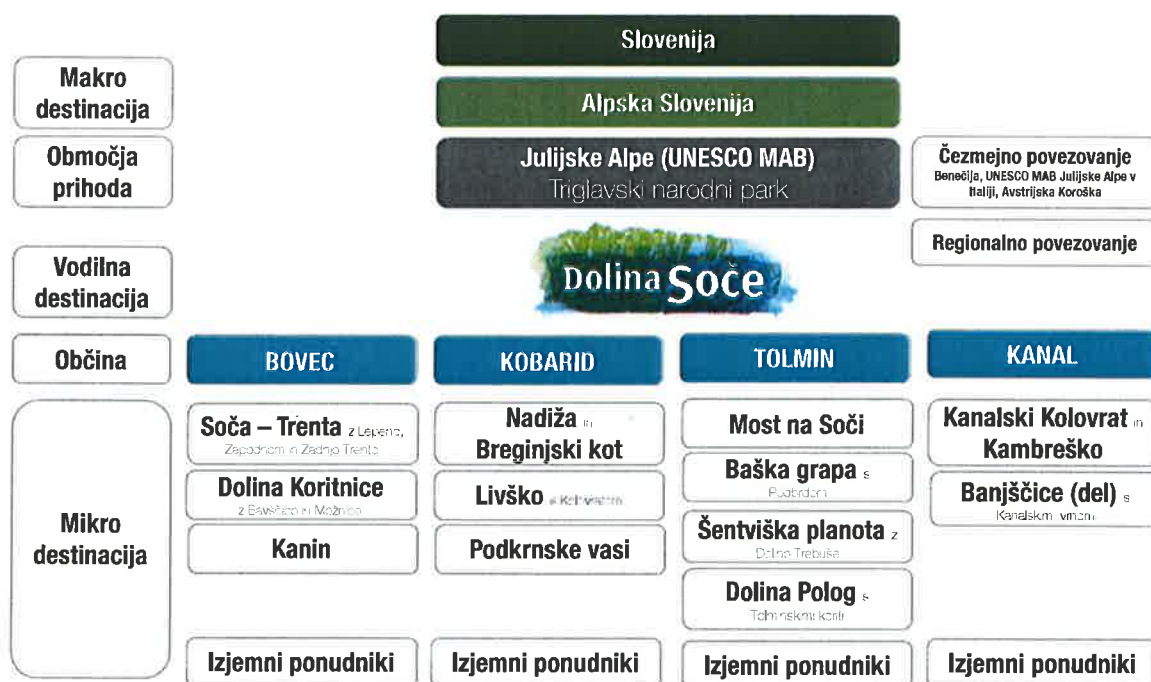 Slovenija
Makro
destinacija
Alpska Slovenija
Območja
prihoda
Julijske Alpe (UNESCO MAB)
Triglavski narodni park
Čezmejno povezovanje
Benečija, UNESCO MAB Julijske Alpe v
Italiji, Avstrijska Koroška
Regionalno povezovanje
Vodilna
destinacija
Dolina Soče
Občina
BOVEC
KOBARID
TOLMIN
KANAL
Mikro
destinacija
Soča – Trenta z Lepeno,
Zapodnom in Zadnjo Trento
Dolina Koritnice
z Bavščico in Možnico
Kanin
Izjemni ponudniki
Nadiža in
Breginjski kot
Livško s Kolovratom
Podkrnske vasi
Izjemni ponudniki
Most na Soči
Baška grapa s
Podbrdom
Šentviška planota z
Dolino Trebuše
Dolina Polog s
Tolminskimi koriti
Izjemni ponudniki
Kanalski Kolovrat in
Kambreško
Banjščice (del) s
Kanalskim vrhom
Izjemni ponudniki